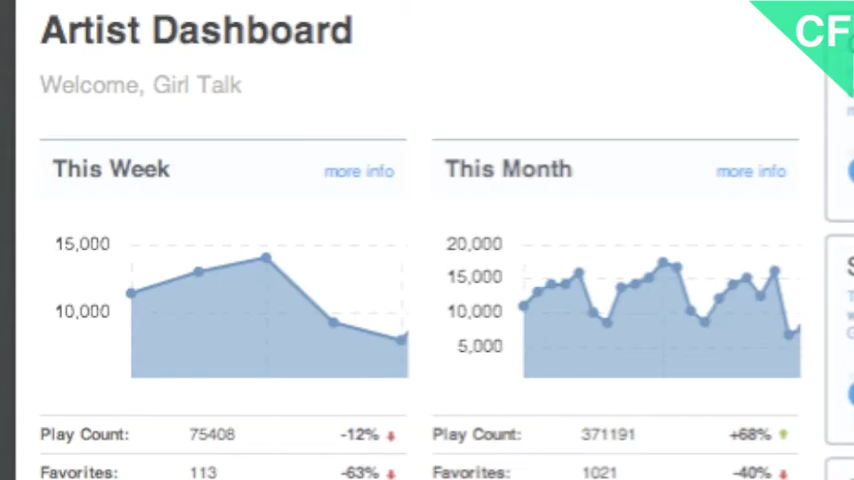 Artist Dashboard
CF
Welcome, Girl Talk
This Week
more info
15,000
10,000
Play Count: 75408 -12%
Favorites: 113 -63%
This Month
more info
20,000
15,000
10,000
5,000
Play Count: 371191 +68%
Favorites: 1021 -40%